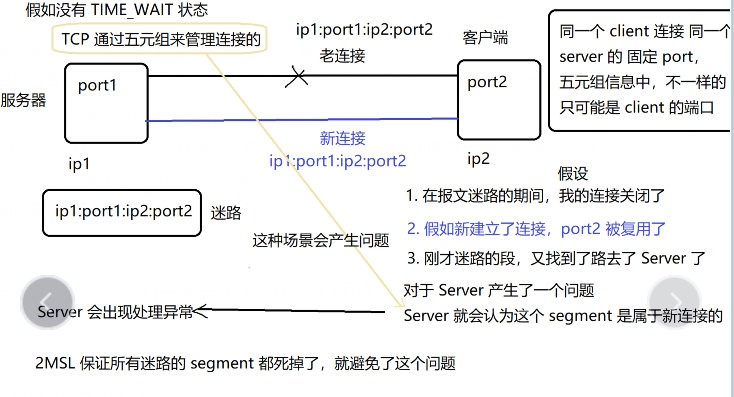 假如没有 TIME_WAIT 状态
TCP 通过五元组来管理连接的
ip1:port1:ip2:port2
老连接
客户端
同一个 client 连接 同一个
server 的 固定 port，
五元组信息中，不一样的
只可能是 client 的端口
服务器
port1
port2
新连接
ip1:port1:ip2:port2
ip1
ip2
假设
ip1:port1:ip2:port2
迷路
1. 在报文迷路的期间，我的连接关闭了
2. 假如新建立了连接，port2 被复用了
3. 刚才迷路的段，又找到了路去了 Server 了
这种场景会产生问题
对于 Server 产生了一个问题
Server 就会认为这个 segment 是属于新连接的
Server 会出现处理异常
2MSL 保证所有迷路的 segment 都死掉了，就避免了这个问题